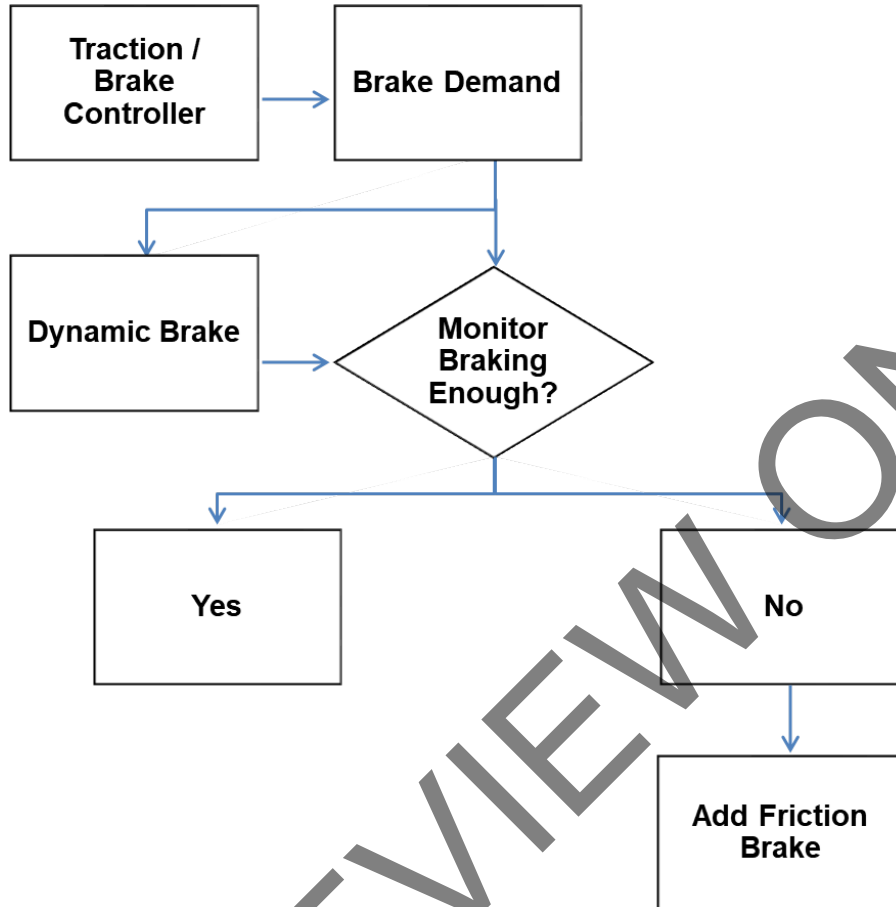 Traction /
Brake
Controller
Brake Demand
Dynamic Brake
Monitor
Braking
Enough?
Yes
No
Add Friction
Brake